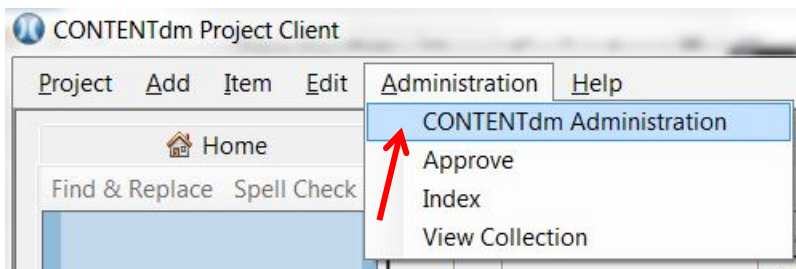 CONTENTdm Project Client
Project Add Item Edit Administration Help
CONTENTdm Administration
Home
Approve
Find & Replace Spell Check
Index
View Collection